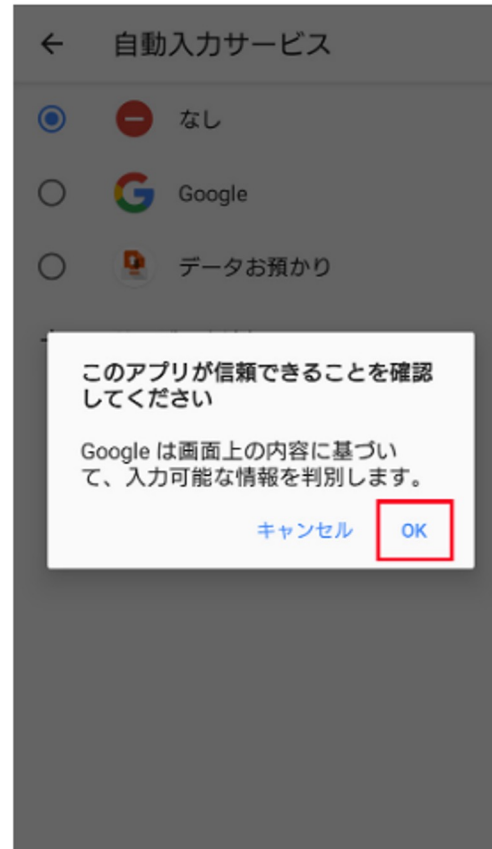 自動入力サービス
なし
Google
データお預かり
このアプリが信頼できることを確認
してください
Google は画面上の内容に基づい
て、入力可能な情報を判別します。
キャンセル
OK